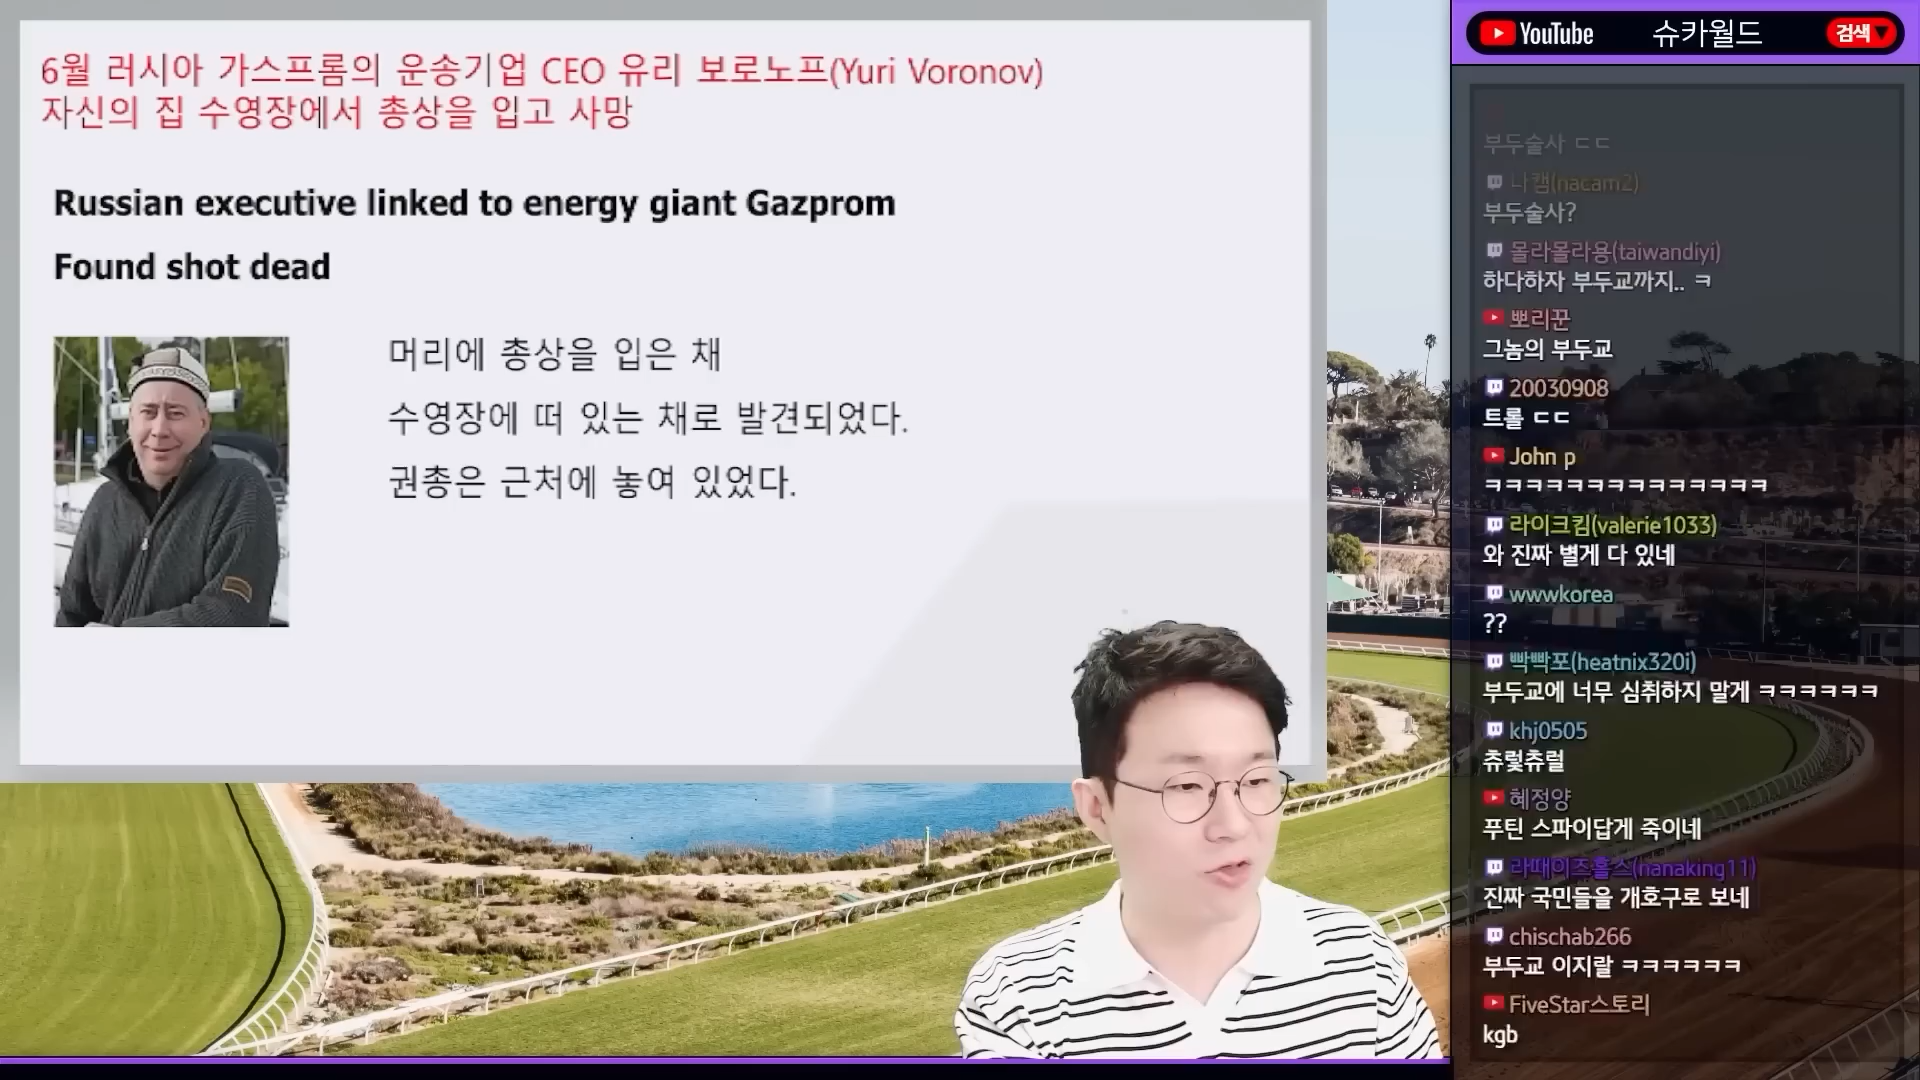 6월 러시아 가스프롬의 운송기업 CEO 유리 보로노프(Yuri Voronov)
자신의 집 수영장에서 총상을 입고 사망
Russian executive linked to energy giant Gazprom
Found shot dead
머리에 총상을 입은 채
수영장에 떠 있는 채로 발견되었다.
권총은 근처에 놓여 있었다.
YouTube 슈카월드 검색
부두술사 ㄷㄷ
나캠(nacam2)
부두술사?
몰라몰라용(taiwandiyi)
하다하자 부두교까지.. ㅋ
뽀리꾼
그놈의 부두교
20030908
트롤 ㄷㄷ
John p
ㅋㅋㅋㅋㅋㅋㅋㅋㅋㅋㅋㅋㅋㅋ
라이크킴(valerie1033)
와 진짜 별게 다 있네
wwwkorea
??
빡빡포(heatnix320i)
부두교에 너무 심취하지 말게 ㅋㅋㅋㅋㅋㅋ
khj0505
츄릧츄럴
혜정양
푸틴 스파이답게 죽이네
라때이즈홀스(nanaking11)
진짜 국민들을 개호구로 보네
chischab266
부두교 이지랄 ㅋㅋㅋㅋㅋㅋ
FiveStar스토리
kgb